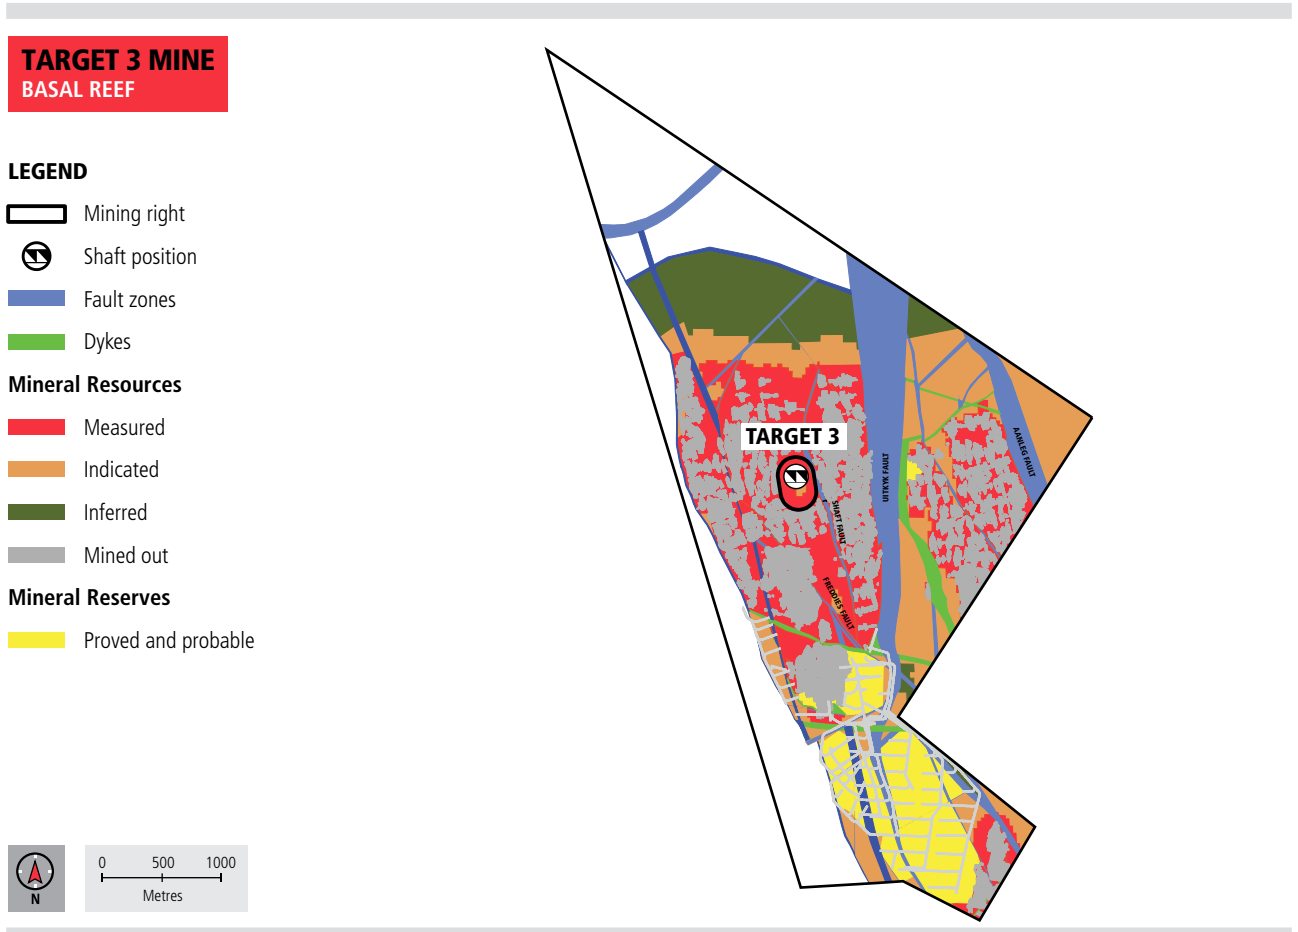 TARGET 3 MINE
BASAL REEF
LEGEND
Mining right
Shaft position
Fault zones
Dykes
Mineral Resources
Measured
Indicated
Inferred
Mined out
Mineral Reserves
Proved and probable
TARGET 3
UITKYK FAULT
AANLEG FAULT
SHAFT FAULT
FREDDIES FAULT
N
0 500 1000
Metres